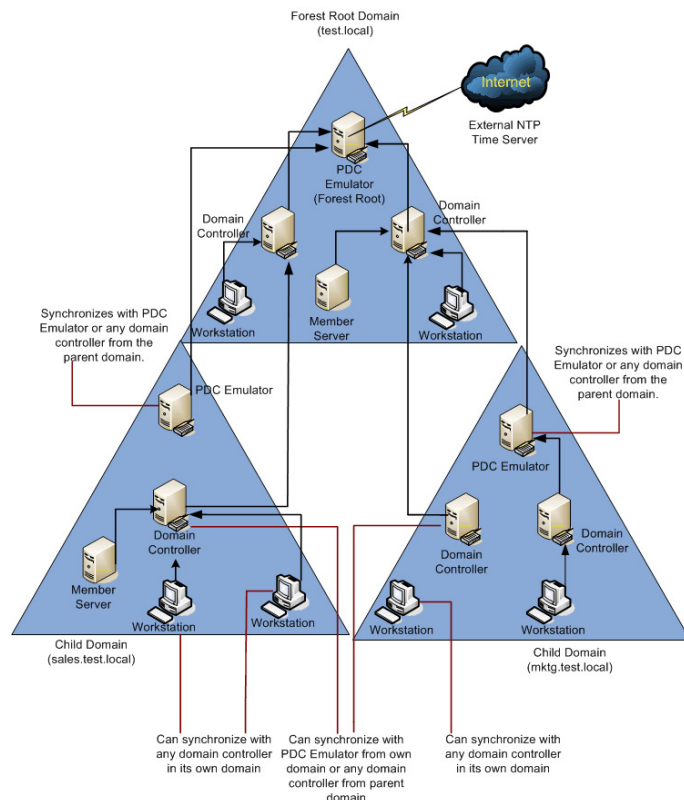 Forest Root Domain
(test.local)
Internet
External NTP
Time Server
PDC
Emulator
(Forest Root)
Domain
Controller
Domain
Controller
Workstation
Member
Server
Workstation
Synchronizes with PDC
Emulator or any domain
controller from the
parent domain.
PDC Emulator
Synchronizes with PDC
Emulator or any domain
controller from the
parent domain.
PDC Emulator
Domain
Controller
Member
Server
Workstation
Workstation
Domain
Controller
Domain
Controller
Workstation
Workstation
Child Domain
(sales.test.local)
Child Domain
(mktg.test.local)
Can synchronize with
any domain controller
in its own domain
Can synchronize with
PDC Emulator from own
domain or any domain
controller from parent
domain
Can synchronize with
any domain controller
in its own domain